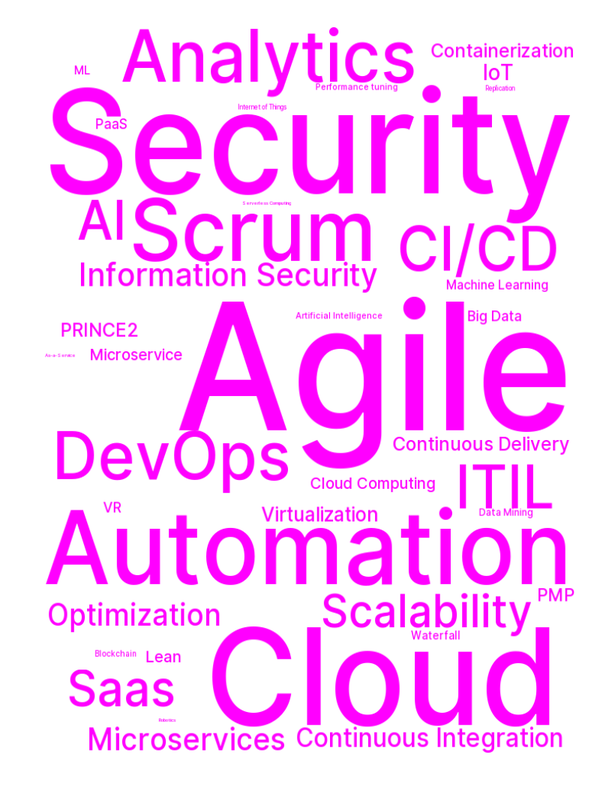 Analytics
Containerization
ML
IoT
Performance tuning
Replication
Security
Internet of Things
PaaS
AI
Scrum
Serverless Computing
CI/CD
Information Security
Machine Learning
Agile
Artificial Intelligence
Big Data
PRINCE2
As-a-Service
Microservice
DevOps
Continuous Delivery
Cloud Computing
ITIL
VR
Virtualization
Data Mining
Automation
PMP
Optimization
Scalability
Waterfall
Cloud
Blockchain
Lean
Saas
Robotics
Microservices
Continuous Integration